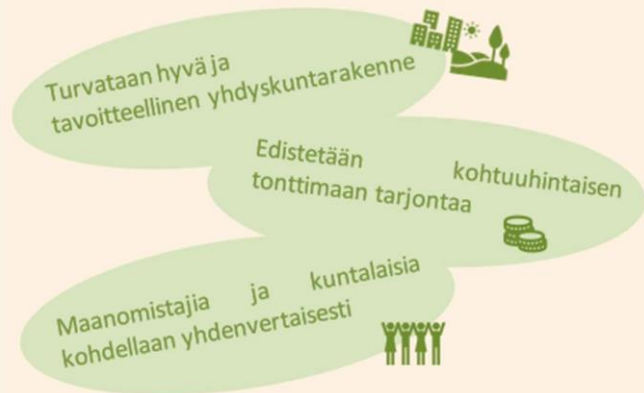 Turvataan hyvä ja
tavoitteellinen yhdyskuntarakenne
Edistetään kohtuuhintaisen
tonttimaan tarjontaa
Maanomistajia ja kuntalaisia
kohdellaan yhdenvertaisesti